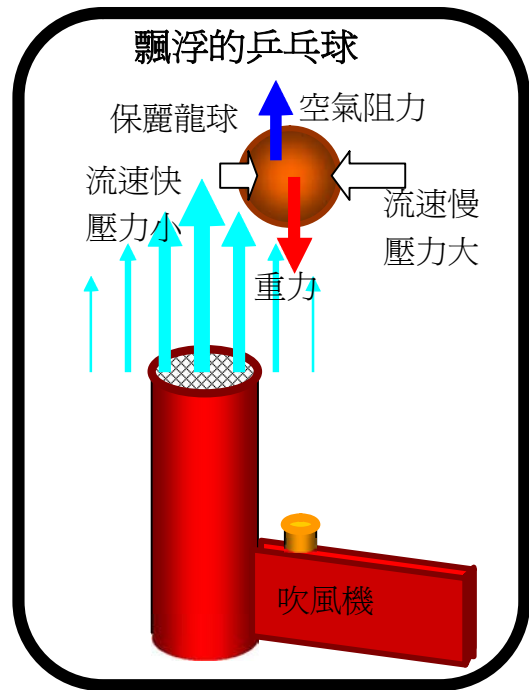 飄浮的乒乓球
保麗龍球
空氣阻力
流速快
壓力小
流速慢
壓力大
重力
吹風機